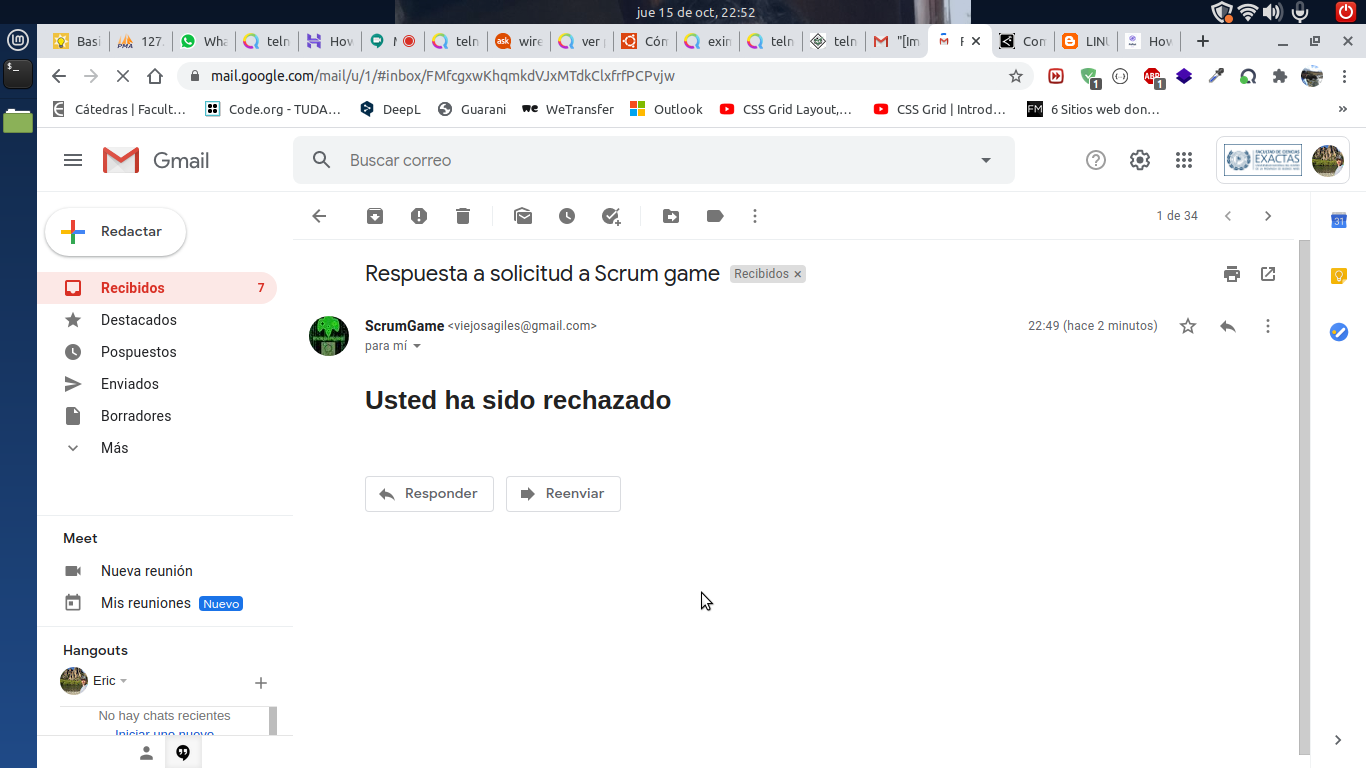 jue 15 de oct, 22:52
Basi 127. Wha teln How M teln wire ver Cón exin teln teln "[Im F Con LINU How
mail.google.com/mail/u/1/#inbox/FMfcgxwKhqmkdVJxMTdkClxfrfPCPvjw
1 ABP 1
Cátedras | Facult... Code.org - TUDA... DeepL Guarani WeTransfer Outlook CSS Grid Layout,... CSS Grid | Introd... FM 6 Sitios web don... »
Gmail
Buscar correo
EXACTAS
Redactar
1 de 34
31
Respuesta a solicitud a Scrum game Recibidos ×
Recibidos 7
Destacados
ScrumGame <viejosagiles@gmail.com> 22:49 (hace 2 minutos)
para mí
Pospuestos
Enviados
Usted ha sido rechazado
Borradores
Más
Responder Reenviar
Meet
Nueva reunión
Mis reuniones Nuevo
Hangouts
Eric
No hay chats recientes
Iniciar uno nuevo